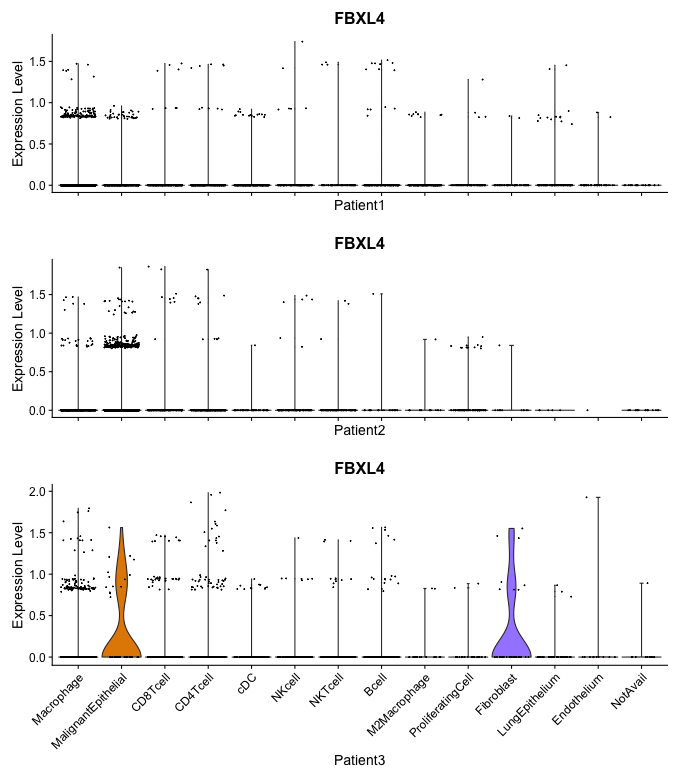 FBXL4
Expression Level
1.5
1.0
0.5
0.0
Patient1
FBXL4
Expression Level
1.5
1.0
0.5
0.0
Patient2
FBXL4
Expression Level
2.0
1.5
1.0
0.5
0.0
Macrophage
MalignantEpithelial
CD8Tcell
CD4Tcell
cDC
NKcell
NKTcell
Bcell
M2Macrophage
ProliferatingCell
Fibroblast
LungEpithelium
Endothelium
NotAvail
Patient3